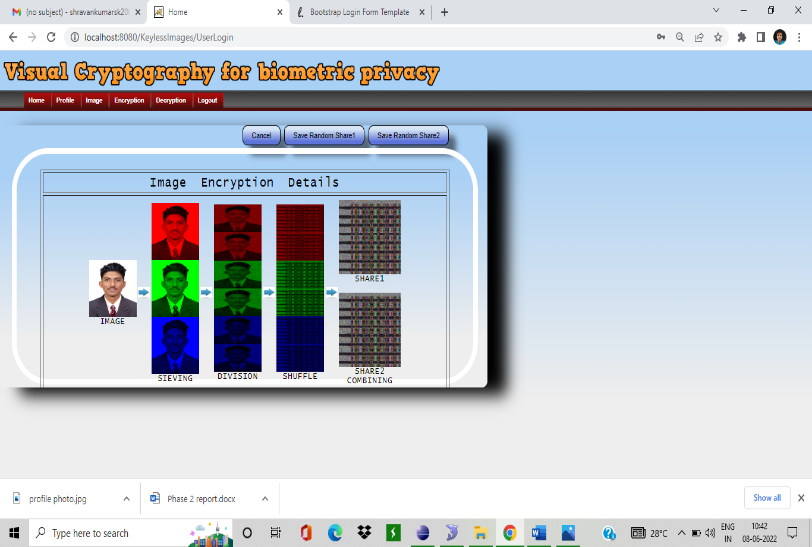 (no subject) - shravankumarsk20
Home
Bootstrap Login Form Template
localhost:8080/KeylessImages/UserLogin
Visual Cryptography for biometric privacy
Home Profile Image Encryption Decryption Logout
Cancel Save Random Share1 Save Random Share2
Image Encryption Details
SHARE1
IMAGE
SIEVING DIVISION SHUFFLE SHARE2
COMBINING
profile photo.jpg Phase 2 report.docx Show all
Type here to search 28°C ENG 10:42
IN 08-06-2022